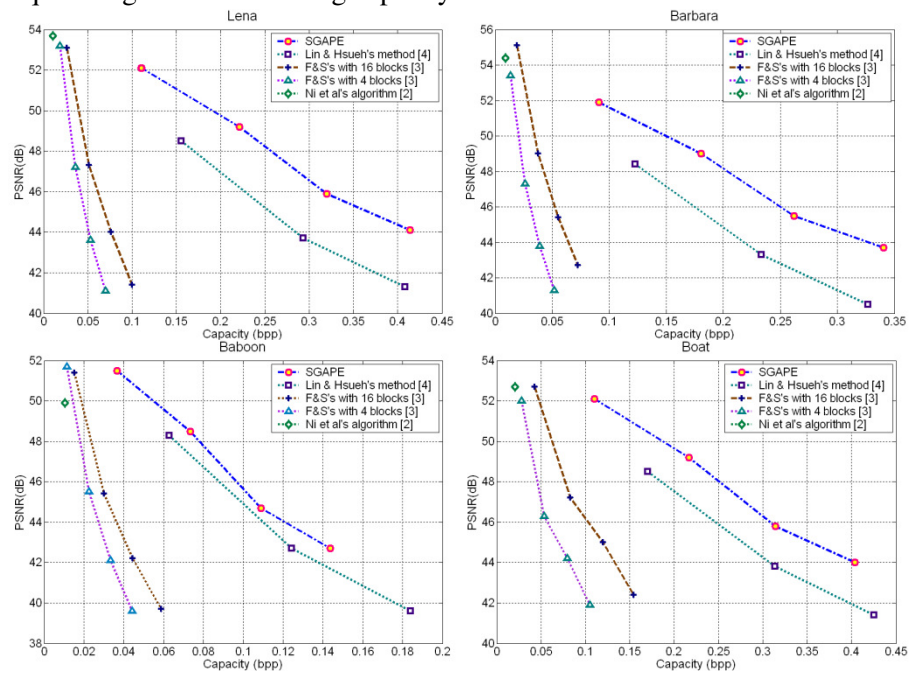 Lena
PSNR(dB)
54
52
50
48
46
44
42
40
SGAPE
Lin & Hsueh's method [4]
F&S's with 16 blocks [3]
F&S's with 4 blocks [3]
Ni et al's algorithm [2]
0 0.05 0.1 0.15 0.2 0.25 0.3 0.35 0.4 0.45
Capacity (bpp)
Barbara
PSNR(dB)
56
54
52
50
48
46
44
42
40
SGAPE
Lin & Hsueh's method [4]
F&S's with 16 blocks [3]
F&S's with 4 blocks [3]
Ni et al's algorithm [2]
0 0.05 0.1 0.15 0.2 0.25 0.3 0.35
Capacity (bpp)
Baboon
PSNR(dB)
52
50
48
46
44
42
40
38
SGAPE
Lin & Hsueh's method [4]
F&S's with 16 blocks [3]
F&S's with 4 blocks [3]
Ni et al's algorithm [2]
0 0.02 0.04 0.06 0.08 0.1 0.12 0.14 0.16 0.18 0.2
Capacity (bpp)
Boat
PSNR(dB)
54
52
50
48
46
44
42
40
SGAPE
Lin & Hsueh's method [4]
F&S's with 16 blocks [3]
F&S's with 4 blocks [3]
Ni et al's algorithm [2]
0 0.05 0.1 0.15 0.2 0.25 0.3 0.35 0.4 0.45
Capacity (bpp)